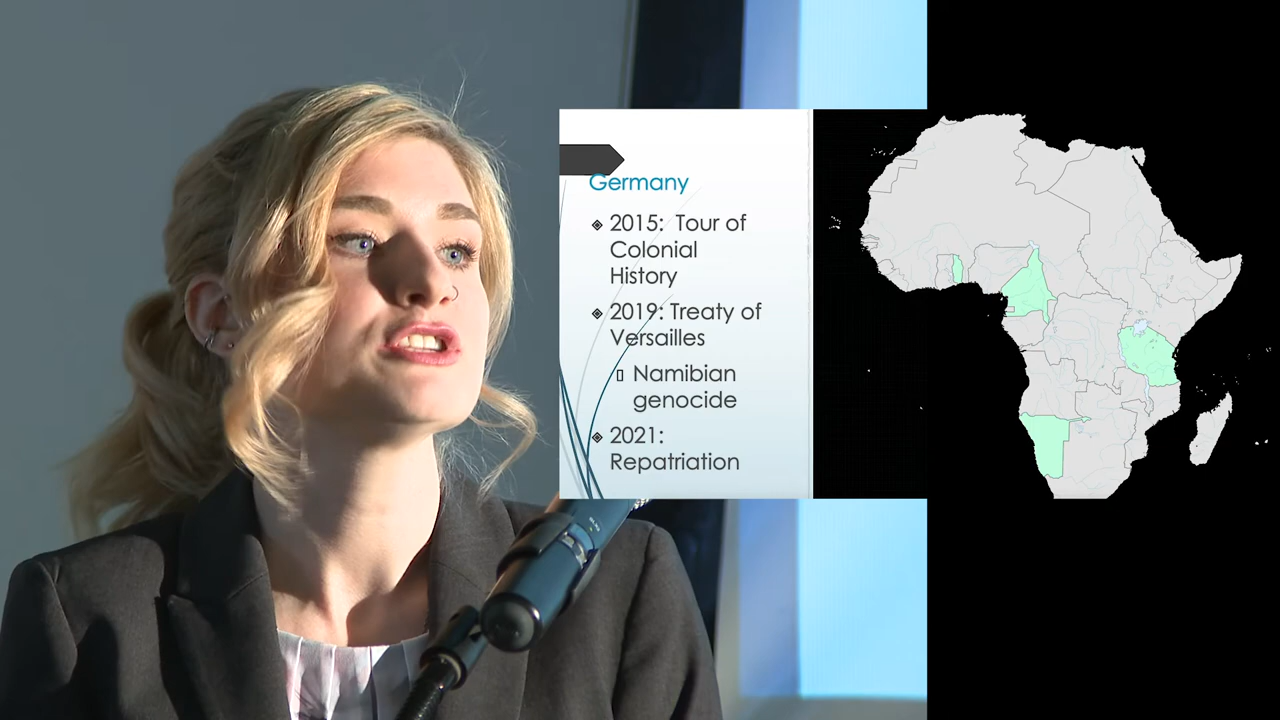 Germany
2015: Tour of
Colonial
History
2019: Treaty of
Versailles
Namibian
genocide
2021:
Repatriation